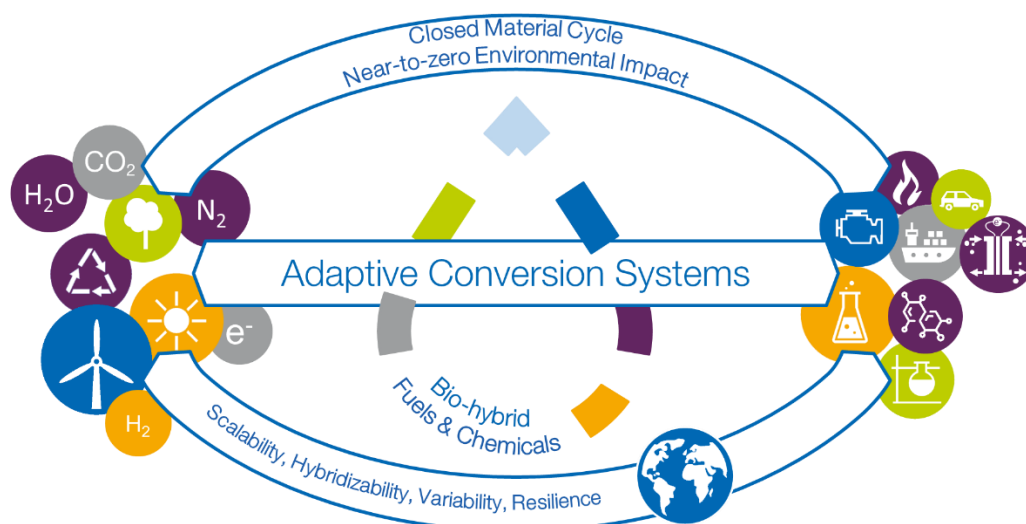 Closed Material Cycle
Near-to-zero Environmental Impact
CO₂
H₂O
N₂
Adaptive Conversion Systems
e⁻
H₂
Bio-hybrid
Fuels & Chemicals
Scalability, Hybridizability, Variability, Resilience